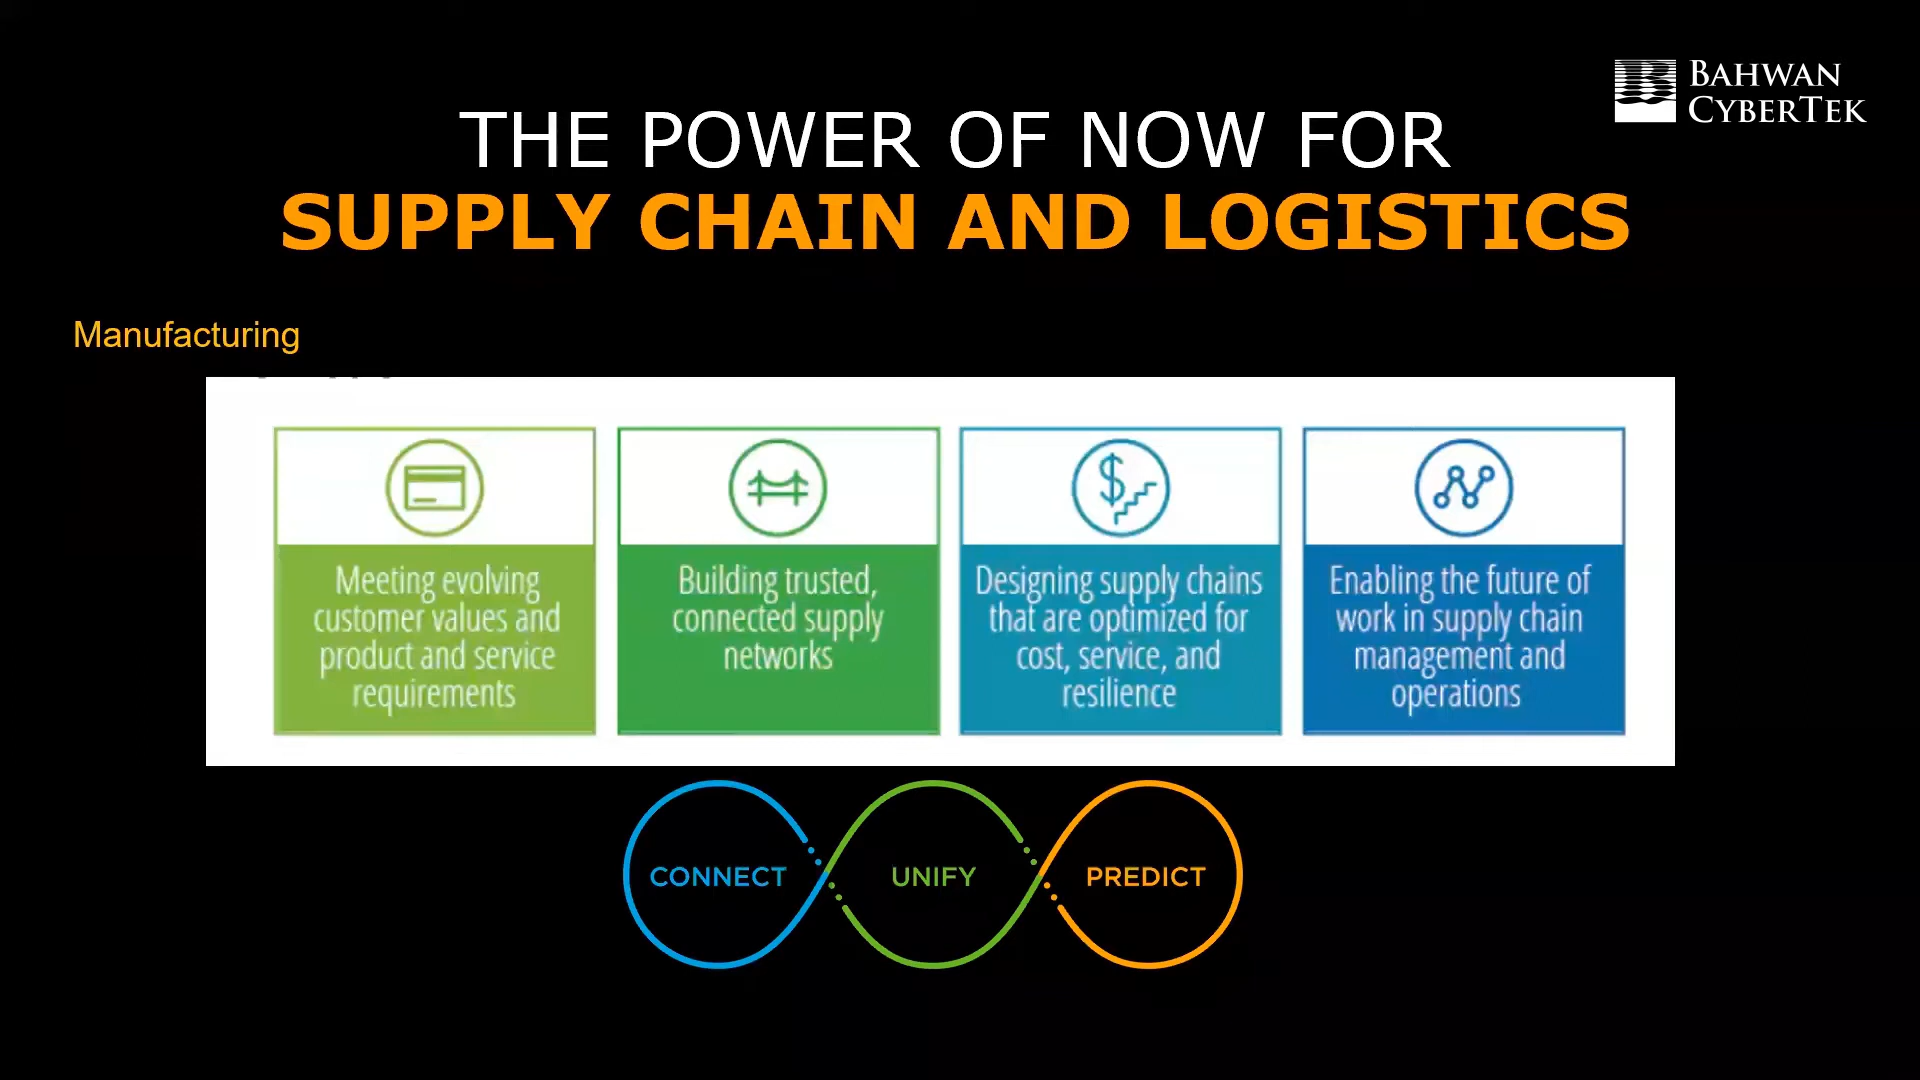 BAHWAN
CYBERTEK
THE POWER OF NOW FOR
SUPPLY CHAIN AND LOGISTICS
Manufacturing
Meeting evolving
customer values and
product and service
requirements
Building trusted,
connected supply
networks
Designing supply chains
that are optimized for
cost, service, and
resilience
Enabling the future of
work in supply chain
management and
operations
CONNECT
UNIFY
PREDICT